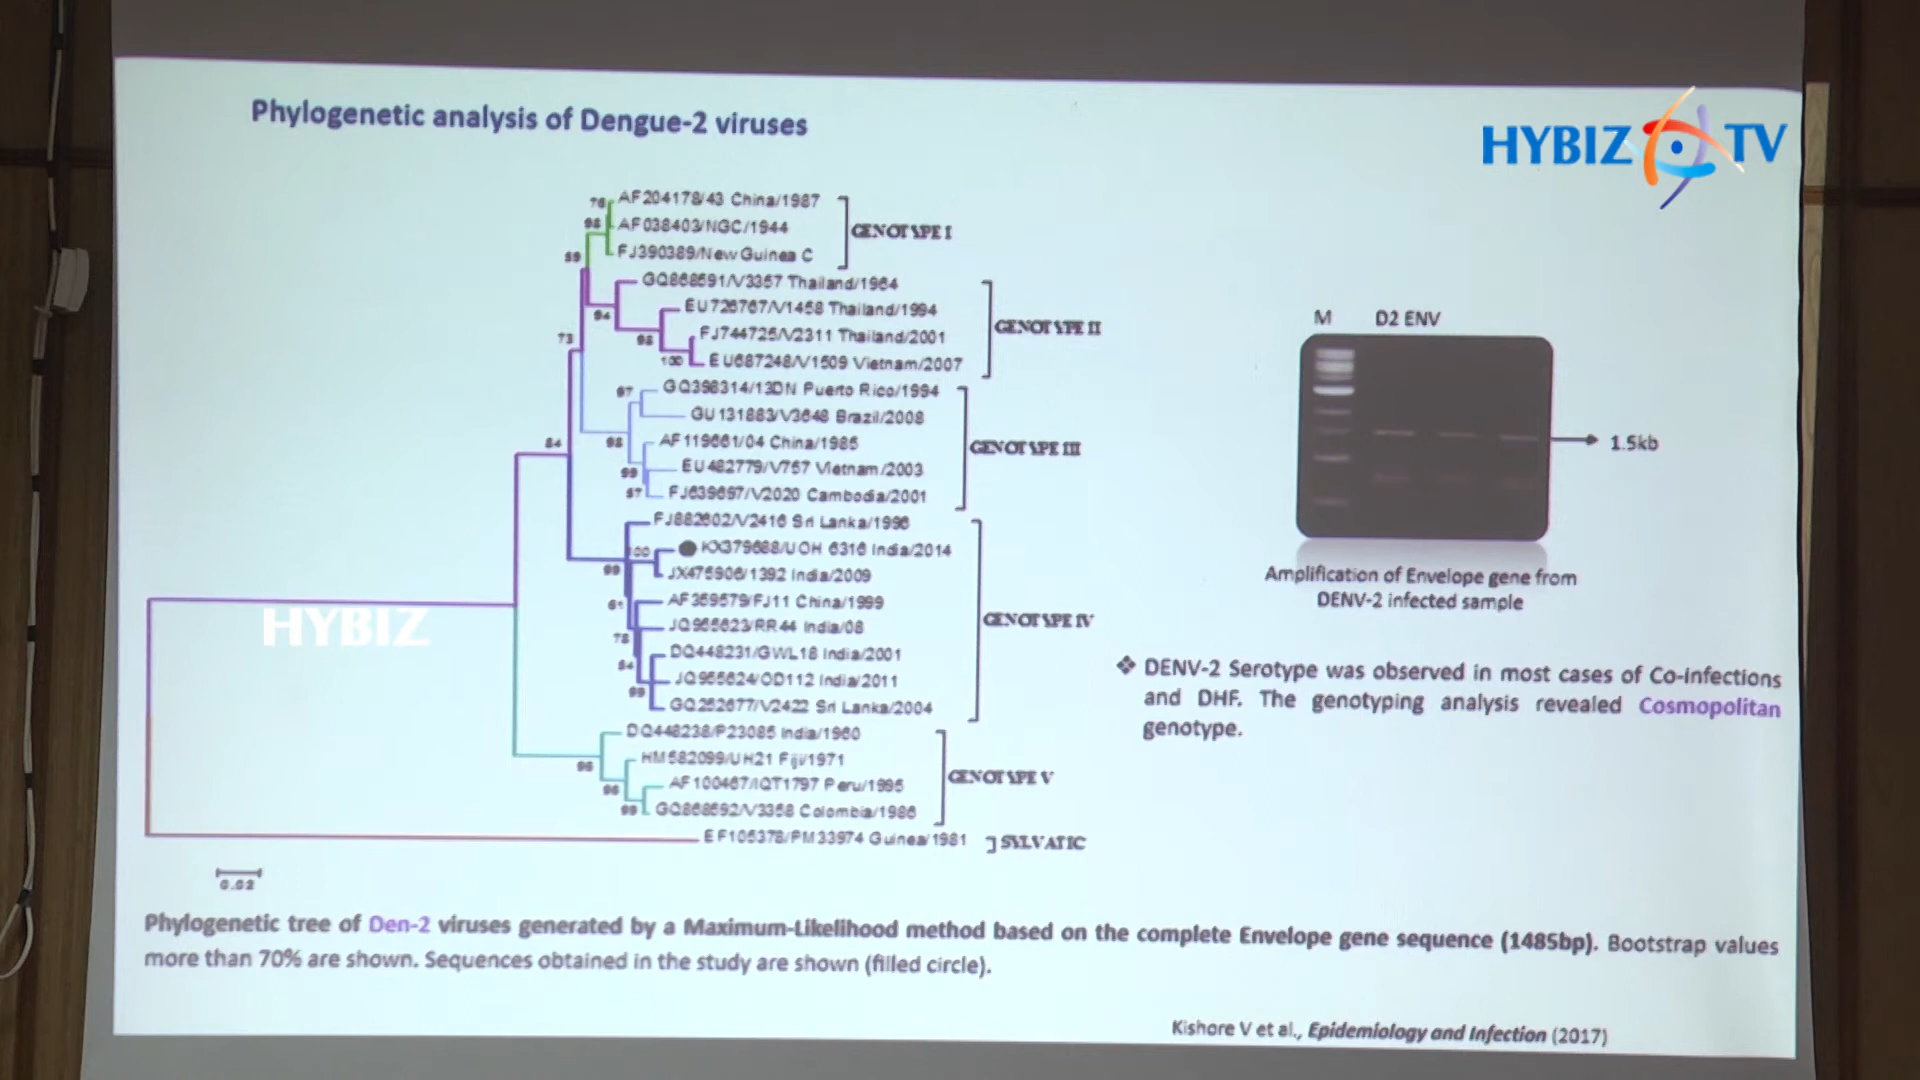 Phylogenetic analysis of Dengue-2 viruses
HYBIZ TV
AF204178/43 China/1987
AF038403/NGC/1944
FJ390389/New Guinea C
GENOTYPE I
GQ868591/V3357 Thailand/1964
EU726767/V1458 Thailand/1994
FJ744725/V2311 Thailand/2001
EU687248/V1509 Vietnam/2007
GENOTYPE II
GQ398314/13DN Puerto Rico/1994
GU131883/V3648 Brazil/2008
AF119661/04 China/1985
EU482779/V757 Vietnam/2003
FJ639697/V2020 Cambodia/2001
GENOTYPE III
FJ882602/V2416 Sri Lanka/1996
KX379688/UOH 6316 India/2014
JX475906/1392 India/2009
AF359579/FJ11 China/1999
JQ955623/RR44 India/08
DQ448231/GWL18 India/2001
JQ955624/OD112 India/2011
GQ252677/V2422 Sri Lanka/2004
GENOTYPE IV
DQ448238/P23085 India/1960
HM582099/UH21 Fiji/1971
AF100467/IQT1797 Peru/1995
GQ868592/V3358 Colombia/1986
GENOTYPE V
EF105378/PM33974 Guinea/1981
SYLVATIC
73
94
100
98
99
0.02
HYBIZ
M D2 ENV
1.5kb
Amplification of Envelope gene from
DENV-2 infected sample
❖ DENV-2 Serotype was observed in most cases of Co-infections
and DHF. The genotyping analysis revealed Cosmopolitan
genotype.
Phylogenetic tree of Den-2 viruses generated by a Maximum-Likelihood method based on the complete Envelope gene sequence (1485bp). Bootstrap values
more than 70% are shown. Sequences obtained in the study are shown (filled circle).
Kishore V et al., Epidemiology and Infection (2017)